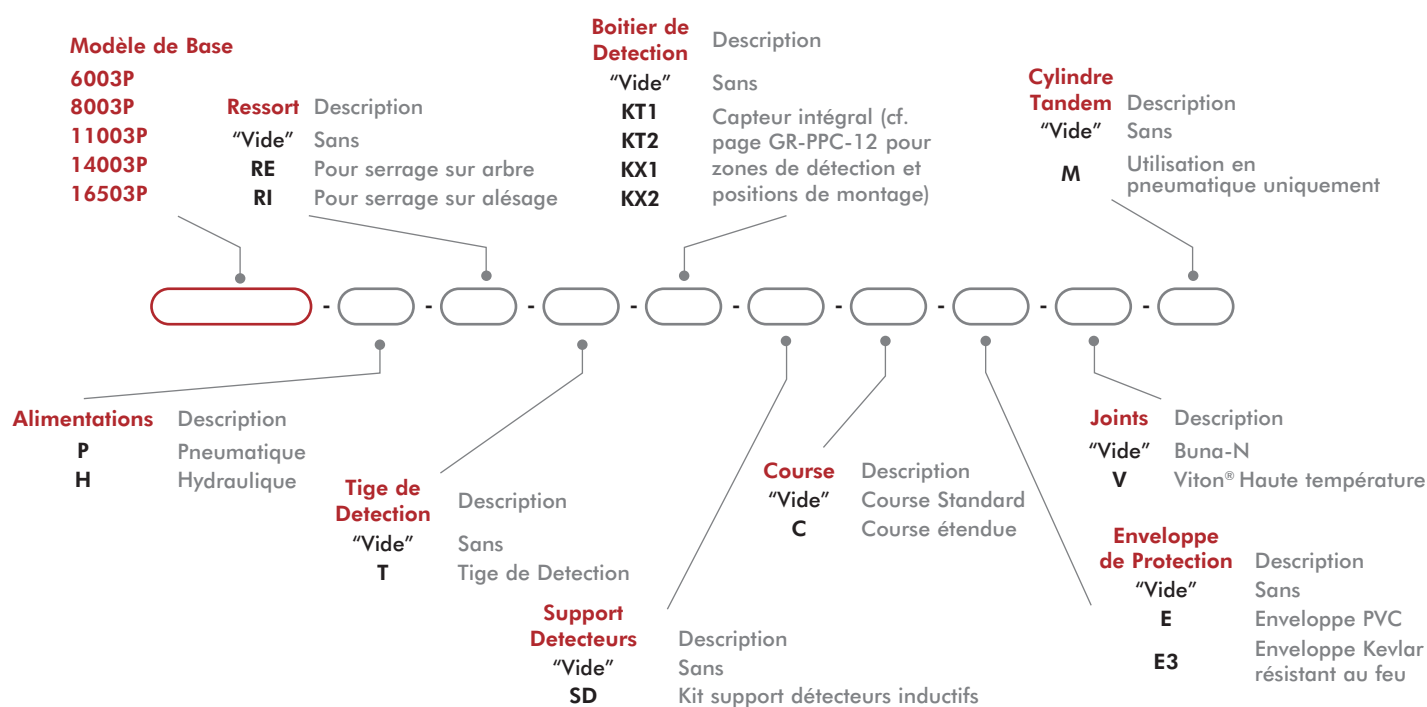 Modèle de Base
6003P
8003P
11003P
14003P
16503P
Ressort Description
“Vide” Sans
RE Pour serrage sur arbre
RI Pour serrage sur alésage
Boitier de
Detection
Description
“Vide” Sans
KT1
KT2
KX1
KX2
Capteur intégral (cf.
page GR-PPC-12 pour
zones de détection et
positions de montage)
Cylindre
Tandem Description
“Vide” Sans
M
Utilisation en
pneumatique uniquement
- - - - - - - - -
Alimentations Description
P Pneumatique
H Hydraulique
Tige de
Detection
Description
“Vide” Sans
T Tige de Detection
Support
Detecteurs Description
“Vide” Sans
SD Kit support détecteurs inductifs
Course Description
“Vide” Course Standard
C Course étendue
Enveloppe
de Protection Description
“Vide” Sans
E Enveloppe PVC
E3
Enveloppe Kevlar
résistant au feu
Joints Description
“Vide” Buna-N
V Viton® Haute température